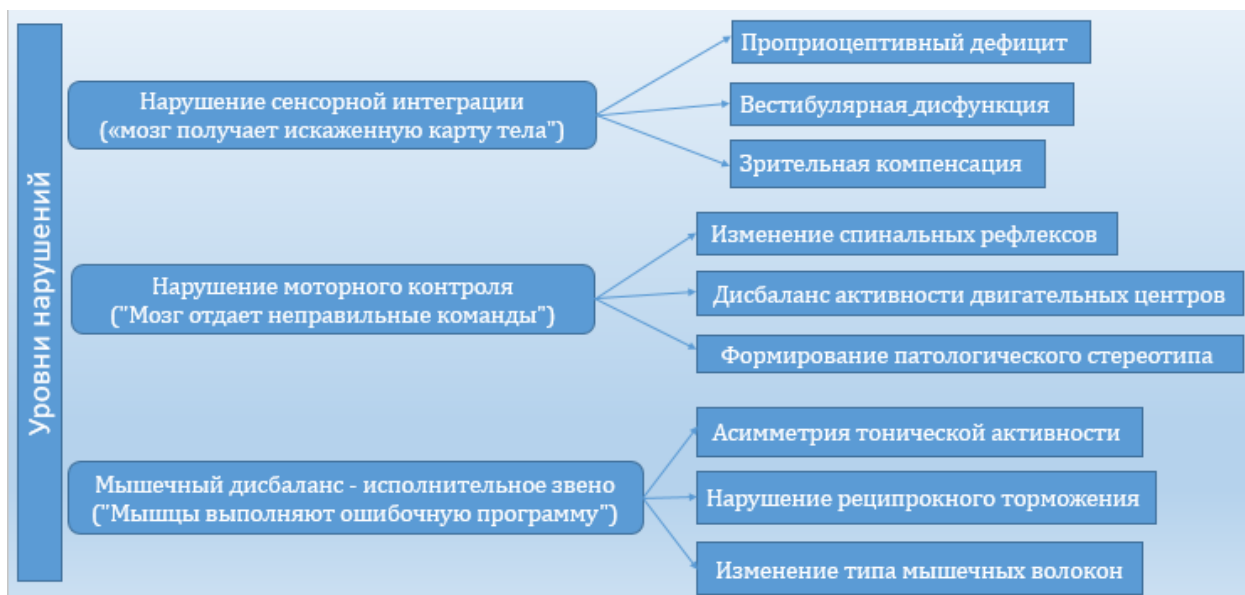 Уровни нарушений
Нарушение сенсорной интеграции
(«мозг получает искаженную карту тела")
Проприоцептивный дефицит
Вестибулярная дисфункция
Зрительная компенсация
Нарушение моторного контроля
("Мозг отдает неправильные команды")
Изменение спинальных рефлексов
Дисбаланс активности двигательных центров
Формирование патологического стереотипа
Мышечный дисбаланс - исполнительное звено
("Мышцы выполняют ошибочную программу")
Асимметрия тонической активности
Нарушение реципрокного торможения
Изменение типа мышечных волокон